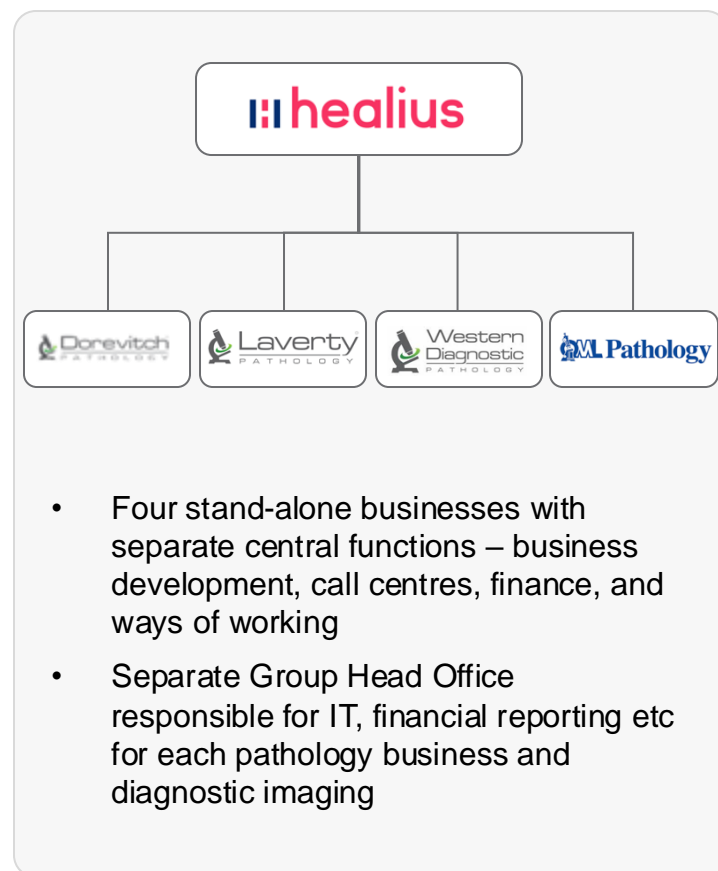 healius
Dorevitch
PATHOLOGY
Laverty
PATHOLOGY
Western
Diagnostic
PATHOLOGY
QML Pathology
• Four stand-alone businesses with
separate central functions – business
development, call centres, finance, and
ways of working
• Separate Group Head Office
responsible for IT, financial reporting etc
for each pathology business and
diagnostic imaging